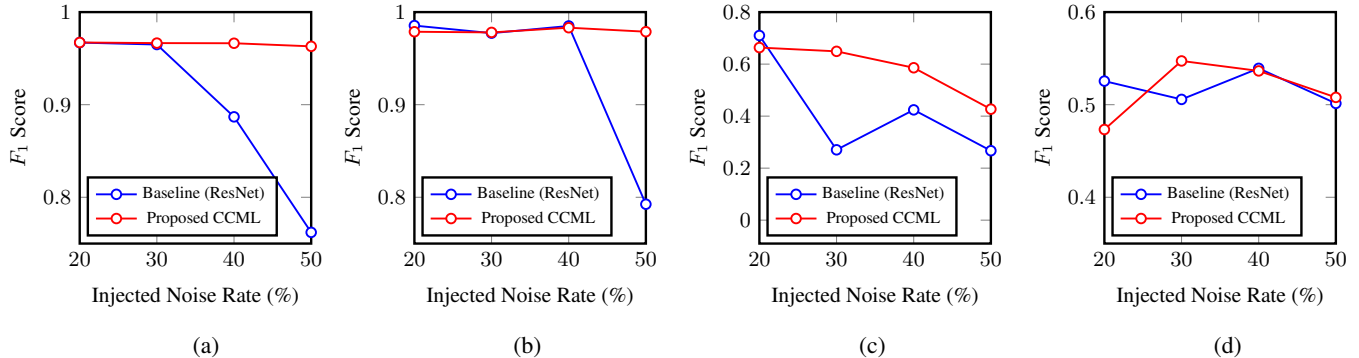 1
0.9
0.8
F1 Score
Baseline (ResNet)
Proposed CCML
20 30 40 50
Injected Noise Rate (%)
(a)
1
0.9
0.8
F1 Score
Baseline (ResNet)
Proposed CCML
20 30 40 50
Injected Noise Rate (%)
(b)
0.8
0.6
0.4
0.2
0
F1 Score
Baseline (ResNet)
Proposed CCML
20 30 40 50
Injected Noise Rate (%)
(c)
0.6
0.5
0.4
F1 Score
Baseline (ResNet)
Proposed CCML
20 30 40 50
Injected Noise Rate (%)
(d)